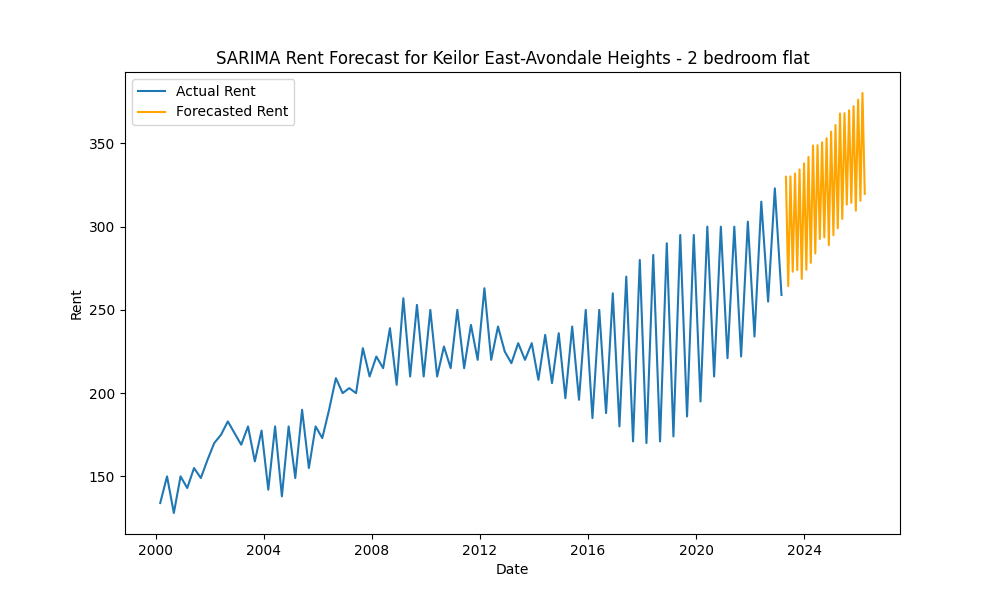 SARIMA Rent Forecast for Keilor East-Avondale Heights - 2 bedroom flat
Actual Rent
Forecasted Rent
350
300
250
200
150
Rent
2000 2004 2008 2012 2016 2020 2024
Date